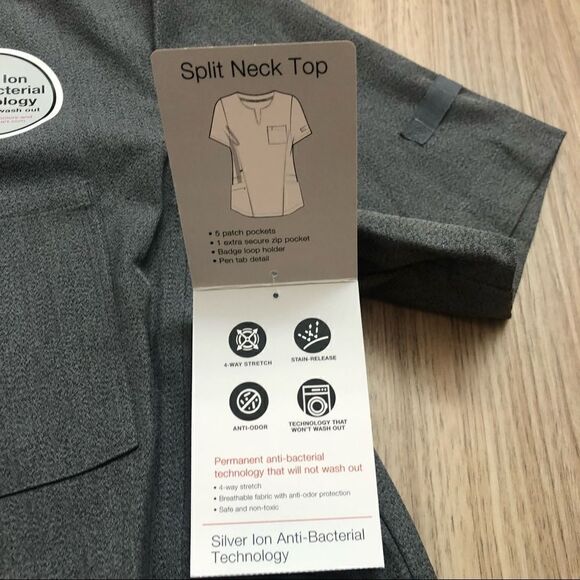 Ion
cterial
ology
wash out
Split Neck Top
• 5 patch pockets
• 1 extra secure zip pocket
• Badge loop holder
• Pen tab detail
4-WAY STRETCH
STAIN-RELEASE
ANTI-ODOR
TECHNOLOGY THAT
WON'T WASH OUT
Permanent anti-bacterial
technology that will not wash out
• 4-way stretch
• Breathable fabric with anti-odor protection
• Safe and non-toxic
Silver Ion Anti-Bacterial
Technology